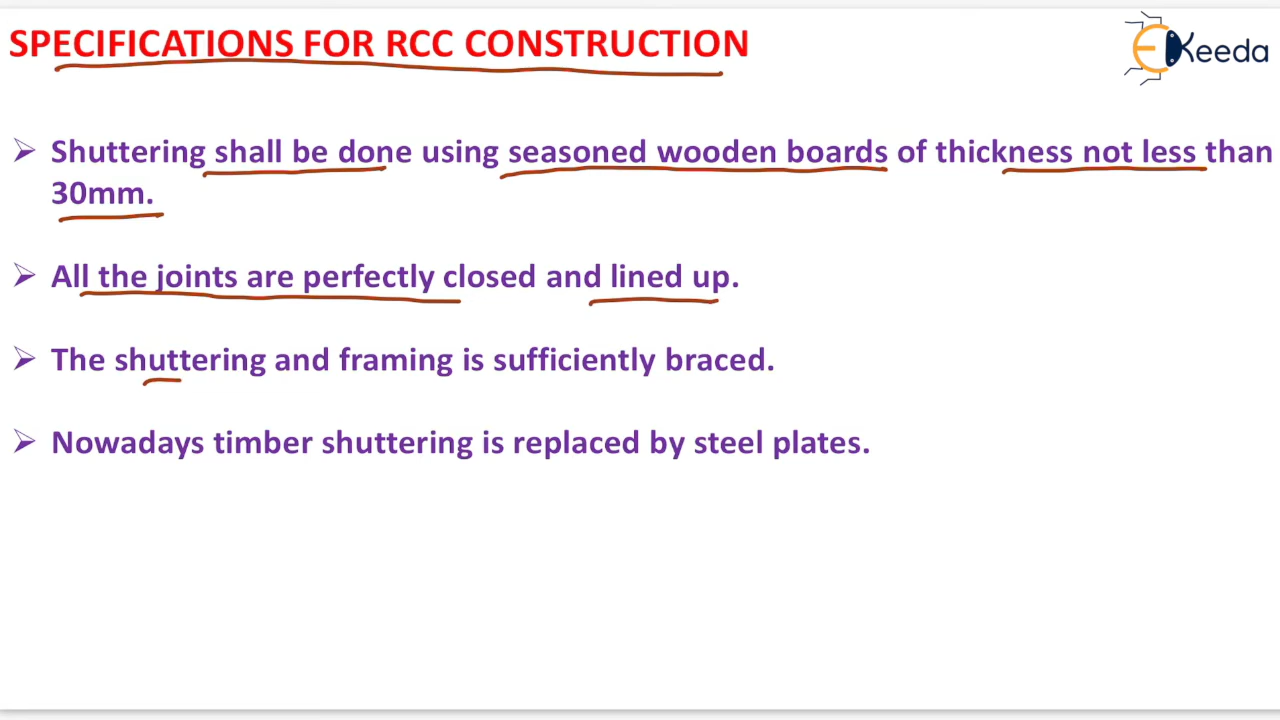 SPECIFICATIONS FOR RCC CONSTRUCTION
EKeeda
➢ Shuttering shall be done using seasoned wooden boards of thickness not less than
30mm.
➢ All the joints are perfectly closed and lined up.
➢ The shuttering and framing is sufficiently braced.
➢ Nowadays timber shuttering is replaced by steel plates.